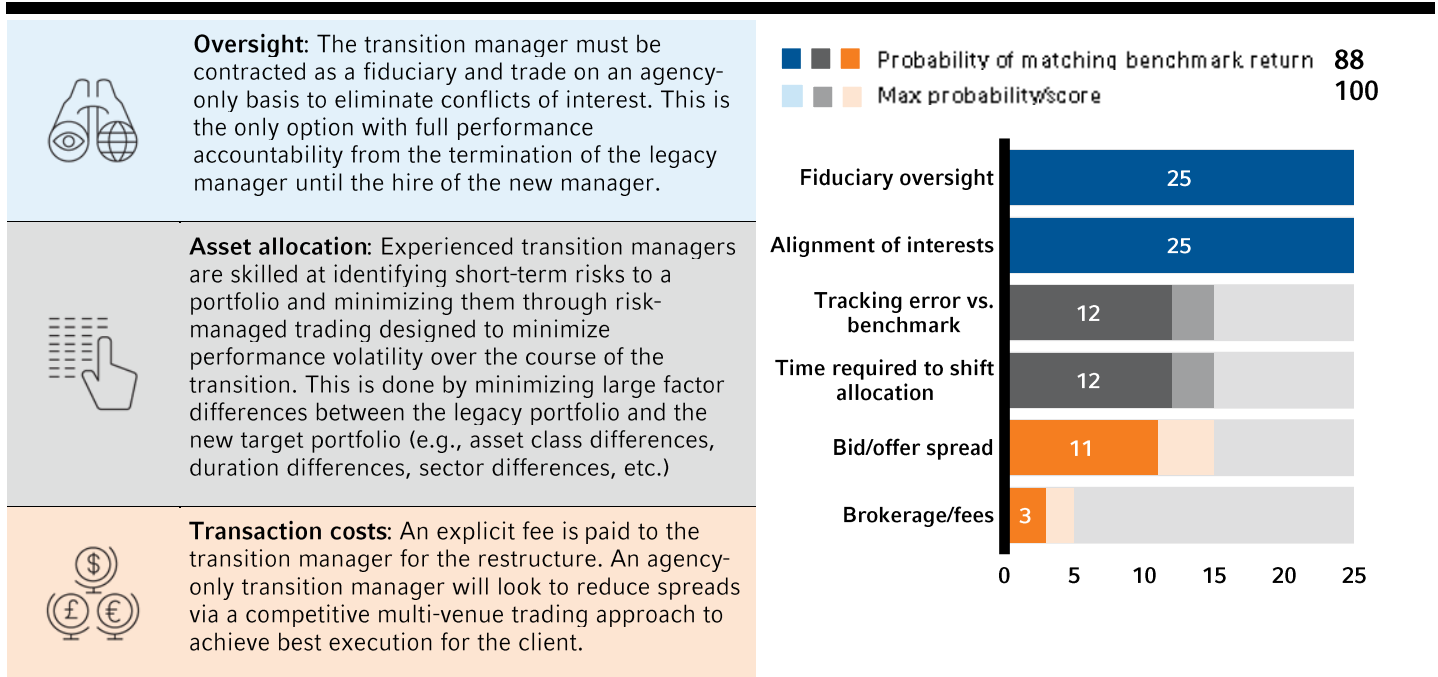 Oversight: The transition manager must be
contracted as a fiduciary and trade on an agency-
only basis to eliminate conflicts of interest. This is
the only option with full performance
accountability from the termination of the legacy
manager until the hire of the new manager.
Asset allocation: Experienced transition managers
are skilled at identifying short-term risks to a
portfolio and minimizing them through risk-
managed trading designed to minimize
performance volatility over the course of the
transition. This is done by minimizing large factor
differences between the legacy portfolio and the
new target portfolio (e.g., asset class differences,
duration differences, sector differences, etc.)
$
£ €
Transaction costs: An explicit fee is paid to the
transition manager for the restructure. An agency-
only transition manager will look to reduce spreads
via a competitive multi-venue trading approach to
achieve best execution for the client.
Probability of matching benchmark return 88
Max probability/score 100
Fiduciary oversight 25
Alignment of interests 25
Tracking error vs.
benchmark 12
Time required to shift
allocation 12
Bid/offer spread 11
Brokerage/fees 3
0 5 10 15 20 25